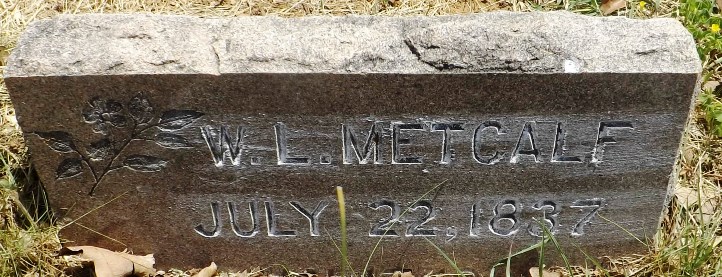 W. L. METCALF
JULY 22, 1837